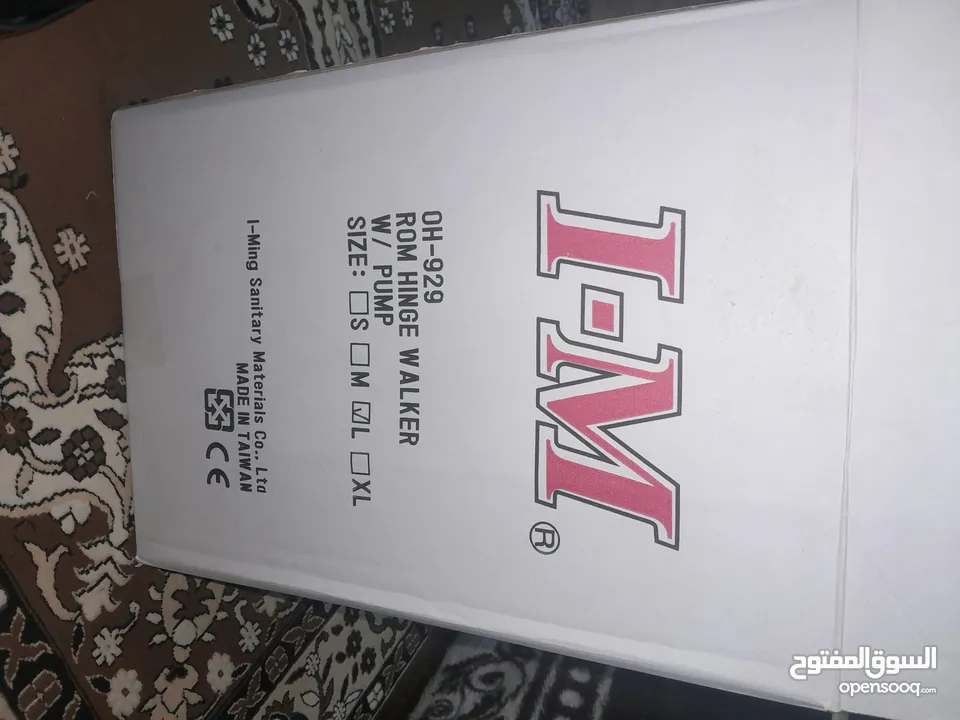 I·M®
OH-929
ROM HINGE WALKER
W/ PUMP
SIZE: ☐S ☐M ☑L ☐XL
I-Ming Sanitary Materials Co., Ltd
MADE IN TAIWAN
CE
السوق المفتوح
opensooq.com